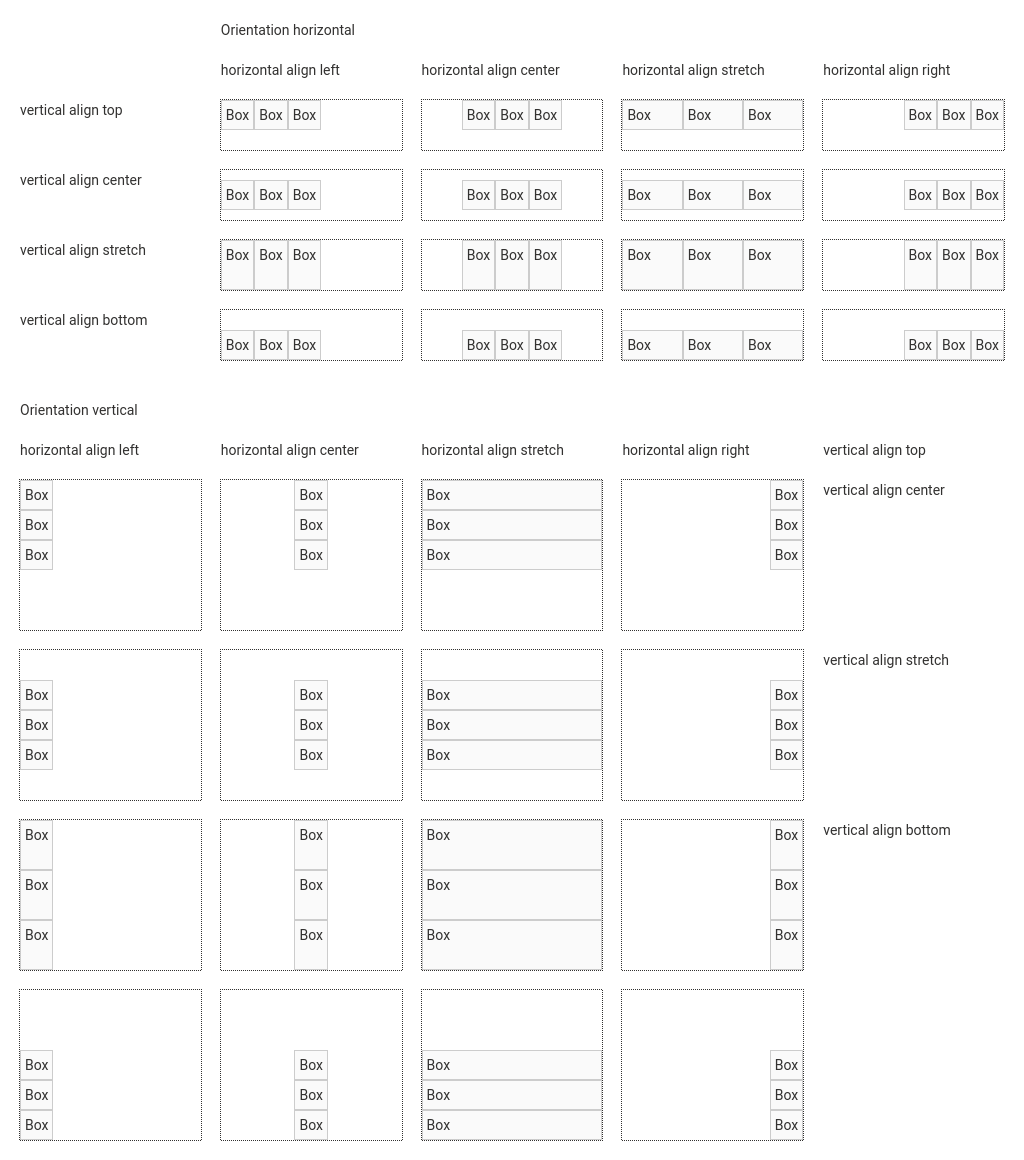 Orientation horizontal
horizontal align left horizontal align center horizontal align stretch horizontal align right
vertical align top Box Box Box Box Box Box Box Box Box Box Box Box
vertical align center Box Box Box Box Box Box Box Box Box Box Box Box
vertical align stretch Box Box Box Box Box Box Box Box Box Box Box Box
vertical align bottom Box Box Box Box Box Box Box Box Box Box Box Box
Orientation vertical
horizontal align left horizontal align center horizontal align stretch horizontal align right vertical align top
Box Box Box Box vertical align center
Box Box Box Box
Box Box Box Box
vertical align stretch
Box Box Box Box
Box Box Box Box
Box Box Box Box
Box Box Box Box vertical align bottom
Box Box Box Box
Box Box Box Box
Box Box Box Box
Box Box Box Box
Box Box Box Box